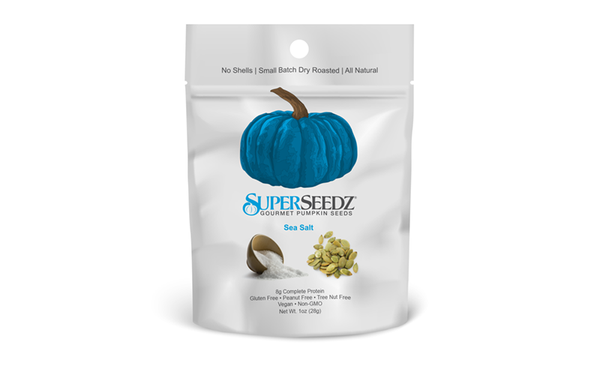 No Shells | Small Batch Dry Roasted | All Natural
SUPERSEEDZ®
GOURMET PUMPKIN SEEDS
Sea Salt
8g Complete Protein
Gluten Free • Peanut Free • Tree Nut Free
Vegan • Non-GMO
Net Wt. 1oz (28g)